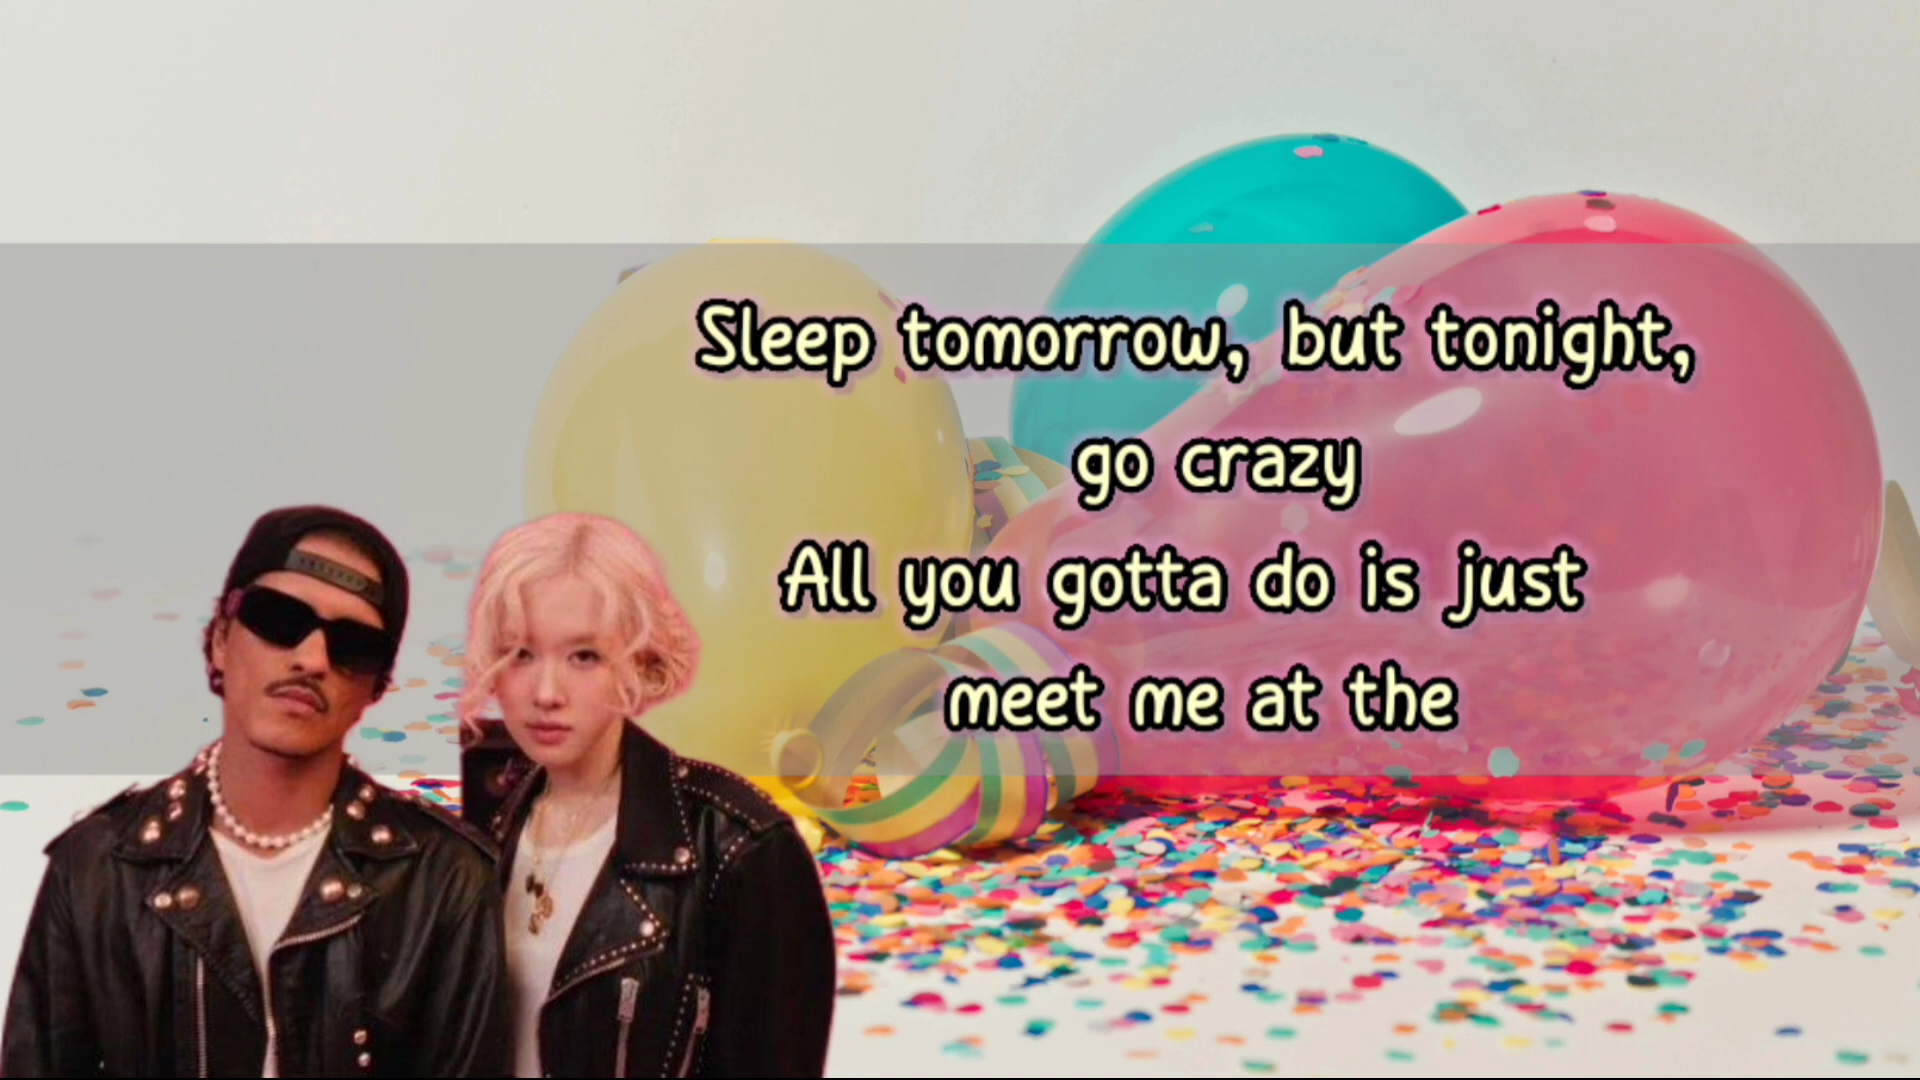 Sleep tomorrow, but tonight,
go crazy
All you gotta do is just
meet me at the